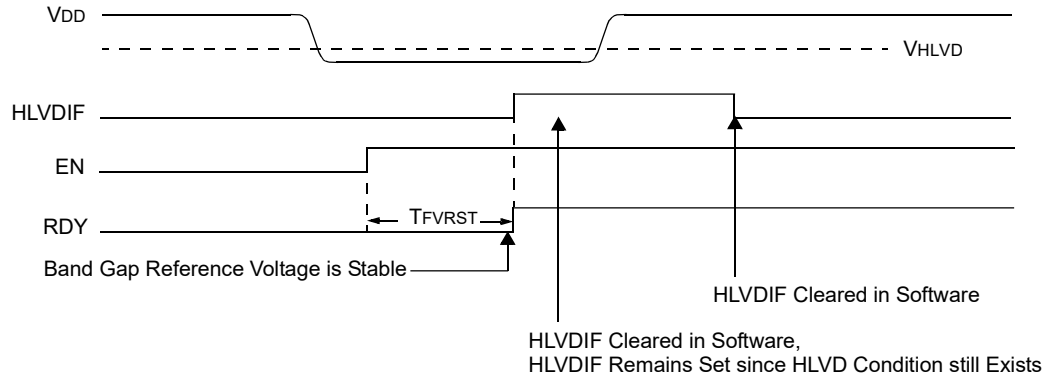 VDD
VHLVD
HLVDIF
EN
TFVRST
RDY
Band Gap Reference Voltage is Stable
HLVDIF Cleared in Software
HLVDIF Cleared in Software,
HLVDIF Remains Set since HLVD Condition still Exists